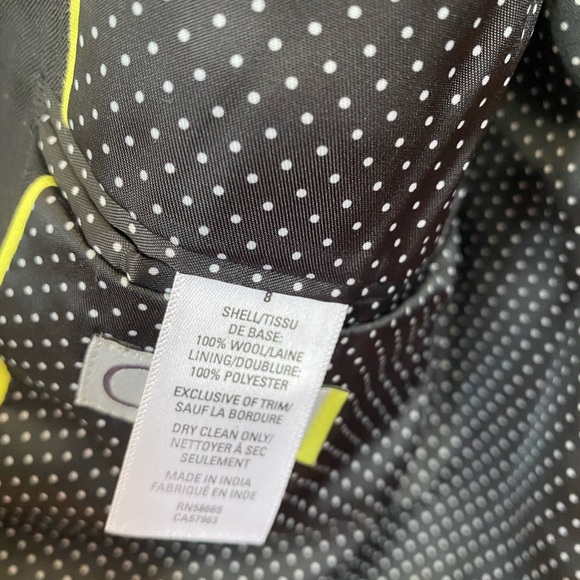 8
SHELL/TISSU
DE BASE:
100% WOOL/LAINE
LINING/DOUBLURE:
100% POLYESTER
EXCLUSIVE OF TRIM/
SAUF LA BORDURE
DRY CLEAN ONLY/
NETTOYER À SEC
SEULEMENT
MADE IN INDIA
FABRIQUÉ EN INDE
RN58665
CA57963